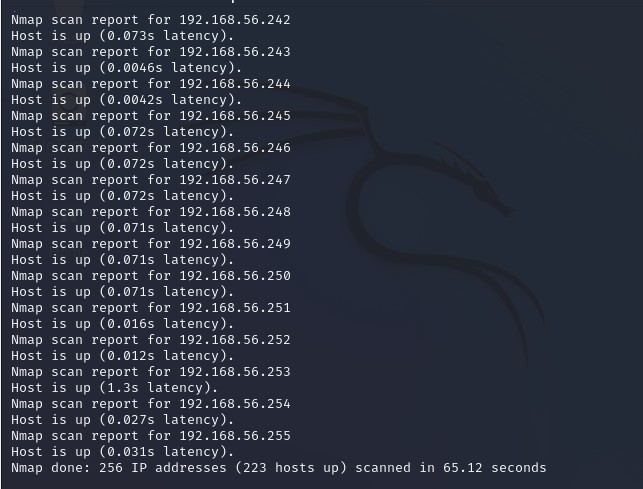 Nmap scan report for 192.168.56.242
Host is up (0.073s latency).
Nmap scan report for 192.168.56.243
Host is up (0.0046s latency).
Nmap scan report for 192.168.56.244
Host is up (0.0042s latency).
Nmap scan report for 192.168.56.245
Host is up (0.072s latency).
Nmap scan report for 192.168.56.246
Host is up (0.072s latency).
Nmap scan report for 192.168.56.247
Host is up (0.072s latency).
Nmap scan report for 192.168.56.248
Host is up (0.071s latency).
Nmap scan report for 192.168.56.249
Host is up (0.071s latency).
Nmap scan report for 192.168.56.250
Host is up (0.071s latency).
Nmap scan report for 192.168.56.251
Host is up (0.016s latency).
Nmap scan report for 192.168.56.252
Host is up (0.012s latency).
Nmap scan report for 192.168.56.253
Host is up (1.3s latency).
Nmap scan report for 192.168.56.254
Host is up (0.027s latency).
Nmap scan report for 192.168.56.255
Host is up (0.031s latency).
Nmap done: 256 IP addresses (223 hosts up) scanned in 65.12 seconds